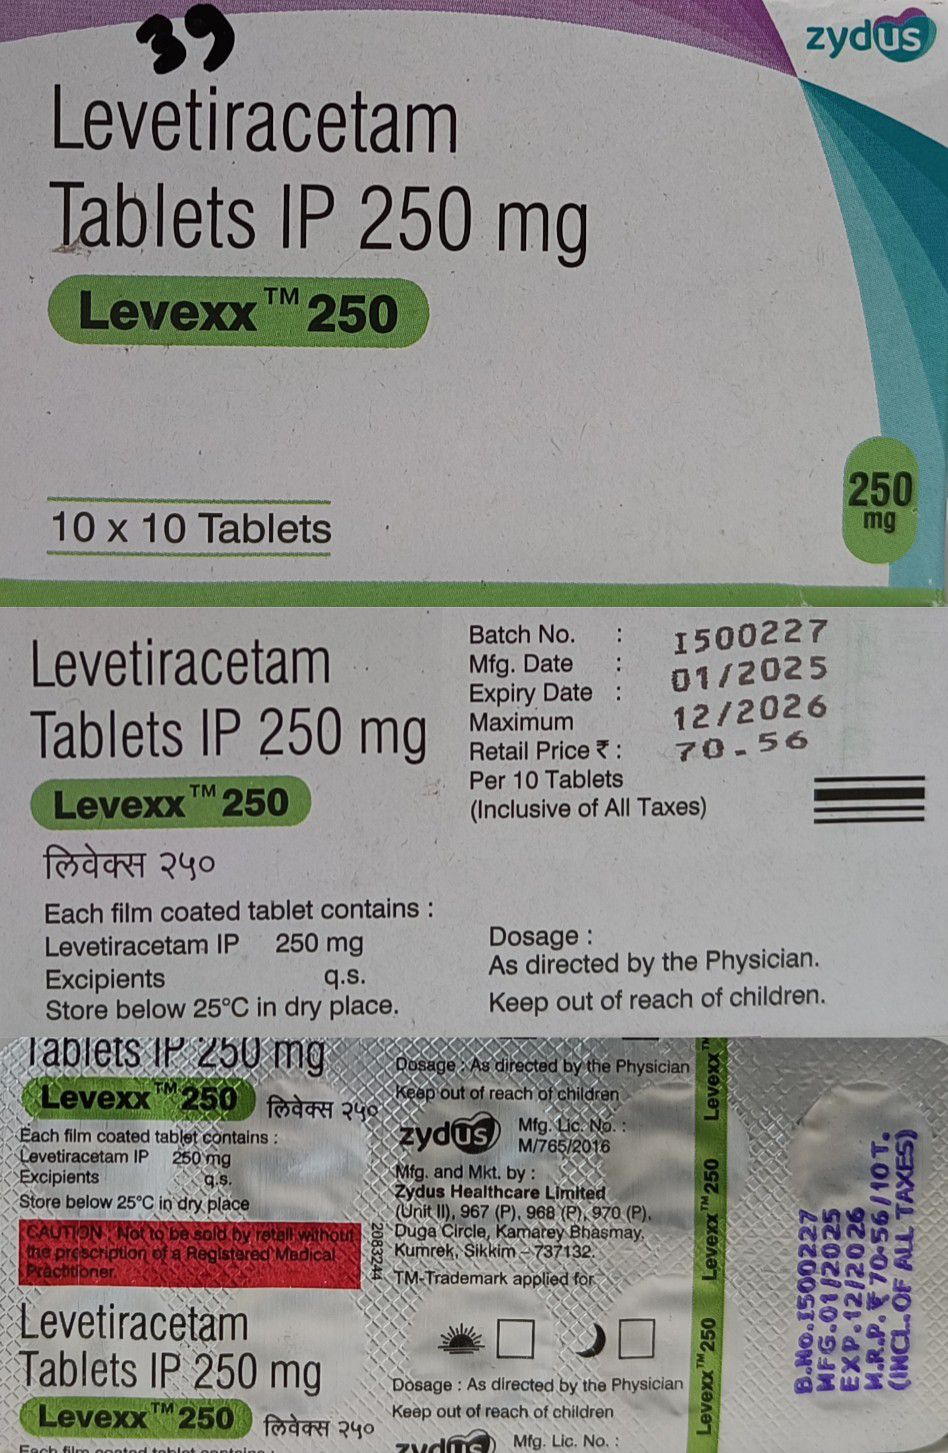 39
zydus
Levetiracetam
Tablets IP 250 mg
Levexx™ 250
10 x 10 Tablets
250
mg
Levetiracetam
Tablets IP 250 mg
Levexx™ 250
लिवेक्स २५०
Each film coated tablet contains :
Levetiracetam IP 250 mg
Excipients q.s.
Store below 25°C in dry place.
Batch No. : I500227
Mfg. Date : 01/2025
Expiry Date : 12/2026
Maximum
Retail Price ₹ : 70.56
Per 10 Tablets
(Inclusive of All Taxes)
Dosage :
As directed by the Physician.
Keep out of reach of children.
Tablets IP 250 mg
Levexx™ 250 लिवेक्स २५०
Each film coated tablet contains :
Levetiracetam IP 250 mg
Excipients q.s.
Store below 25°C in dry place
CAUTION : Not to be sold by retail without
the prescription of a Registered Medical
Practitioner.
Levetiracetam
Tablets IP 250 mg
Levexx™ 250 लिवेक्स २५०
Each film coated tablet contains :
Dosage : As directed by the Physician
Keep out of reach of children
zydus
Mfg. Lic. No. :
M/765/2016
Mfg. and Mkt. by :
Zydus Healthcare Limited
(Unit II), 967 (P), 968 (P), 970 (P),
Duga Circle, Kamarey Bhasmay,
Kumrek, Sikkim – 737132.
TM-Trademark applied for
2083244
Dosage : As directed by the Physician
Keep out of reach of children
zydus Mfg. Lic. No. :
Levexx™
Levexx™ 250
Levexx™ 250
B.No.I500227
MFG.01/2025
EXP.12/2026
M.R.P.₹70.56/10T.
(INCL.OF ALL TAXES)